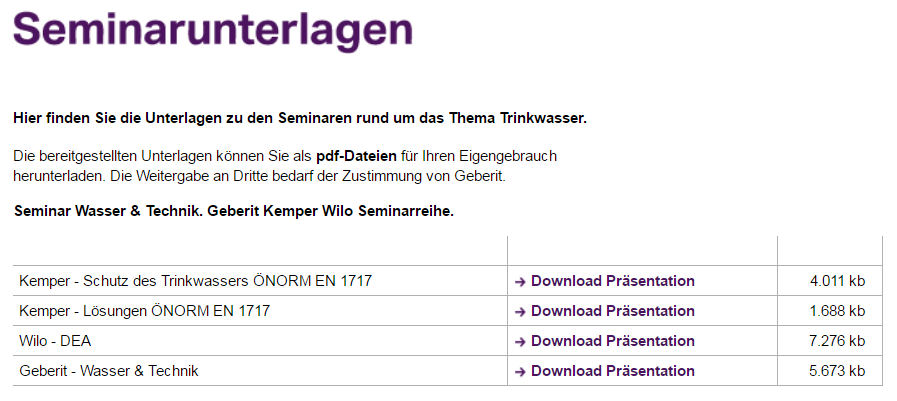 Seminarunterlagen
Hier finden Sie die Unterlagen zu den Seminaren rund um das Thema Trinkwasser.
Die bereitgestellten Unterlagen können Sie als pdf-Dateien für Ihren Eigengebrauch
herunterladen. Die Weitergabe an Dritte bedarf der Zustimmung von Geberit.
Seminar Wasser & Technik. Geberit Kemper Wilo Seminarreihe.
Kemper - Schutz des Trinkwassers ÖNORM EN 1717 → Download Präsentation 4.011 kb
Kemper - Lösungen ÖNORM EN 1717 → Download Präsentation 1.688 kb
Wilo - DEA → Download Präsentation 7.276 kb
Geberit - Wasser & Technik → Download Präsentation 5.673 kb